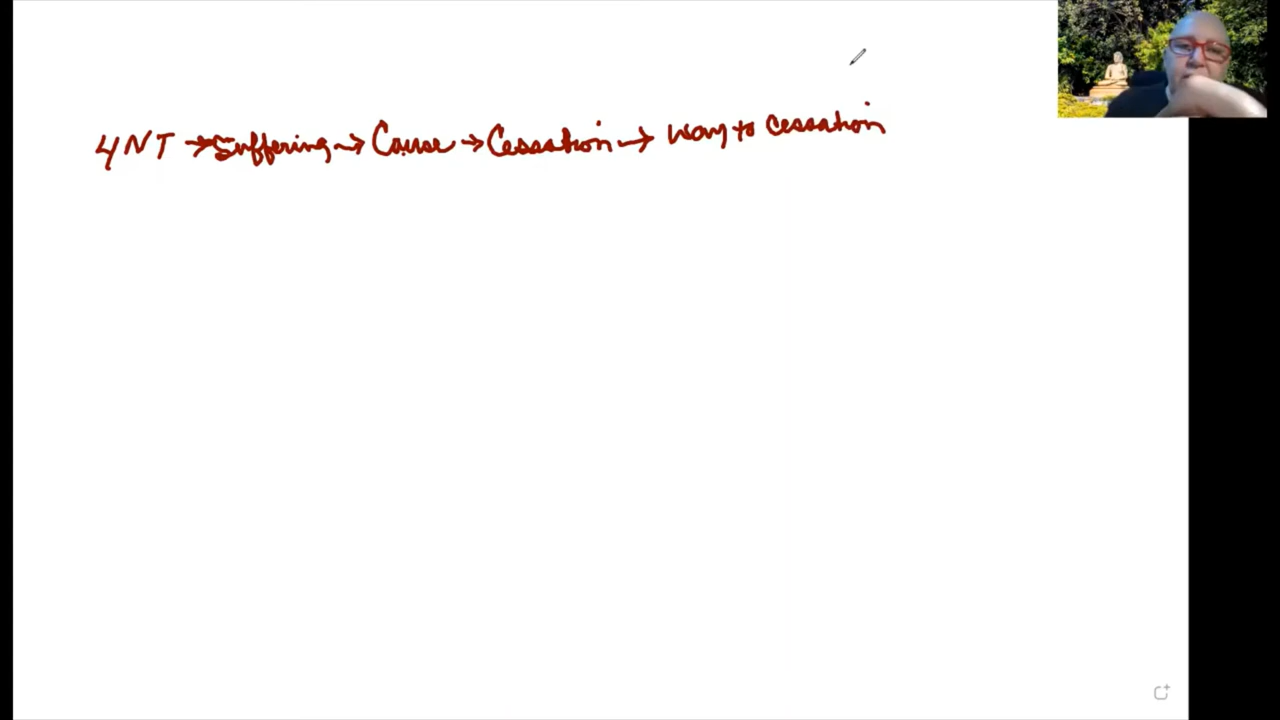 4NT → Suffering → Cause → Cessation → way to cessation